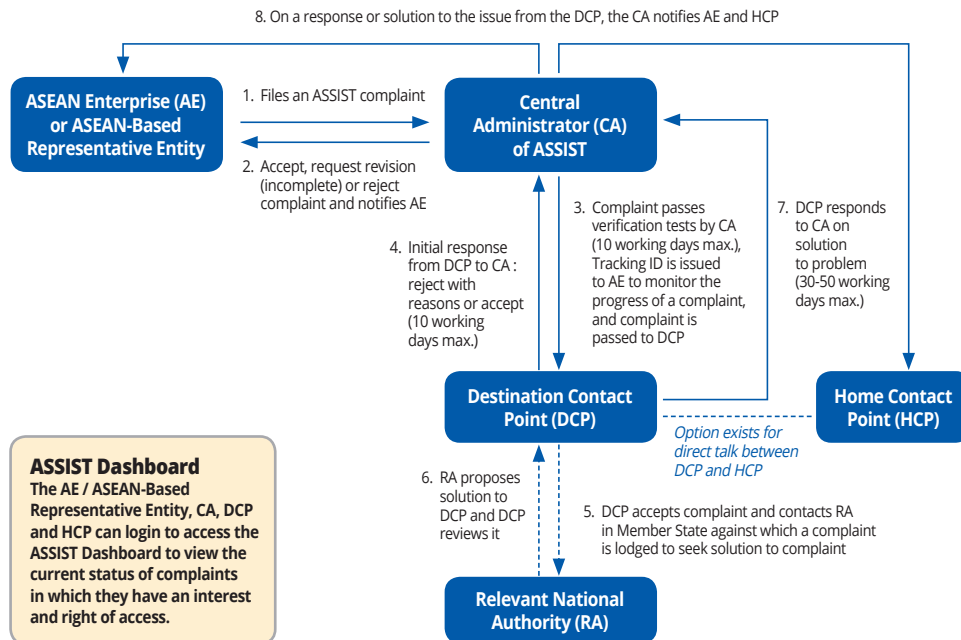 8. On a response or solution to the issue from the DCP, the CA notifies AE and HCP
ASEAN Enterprise (AE)
or ASEAN-Based
Representative Entity
1. Files an ASSIST complaint
2. Accept, request revision
(incomplete) or reject
complaint and notifies AE
Central
Administrator (CA)
of ASSIST
4. Initial response
from DCP to CA :
reject with
reasons or accept
(10 working
days max.)
3. Complaint passes
verification tests by CA
(10 working days max.),
Tracking ID is issued
to AE to monitor the
progress of a complaint,
and complaint is
passed to DCP
7. DCP responds
to CA on
solution
to problem
(30-50 working
days max.)
Destination Contact
Point (DCP)
Home Contact
Point (HCP)
Option exists for
direct talk between
DCP and HCP
6. RA proposes
solution to
DCP and DCP
reviews it
5. DCP accepts complaint and contacts RA
in Member State against which a complaint
is lodged to seek solution to complaint
Relevant National
Authority (RA)
ASSIST Dashboard
The AE / ASEAN-Based
Representative Entity, CA, DCP
and HCP can login to access the
ASSIST Dashboard to view the
current status of complaints
in which they have an interest
and right of access.